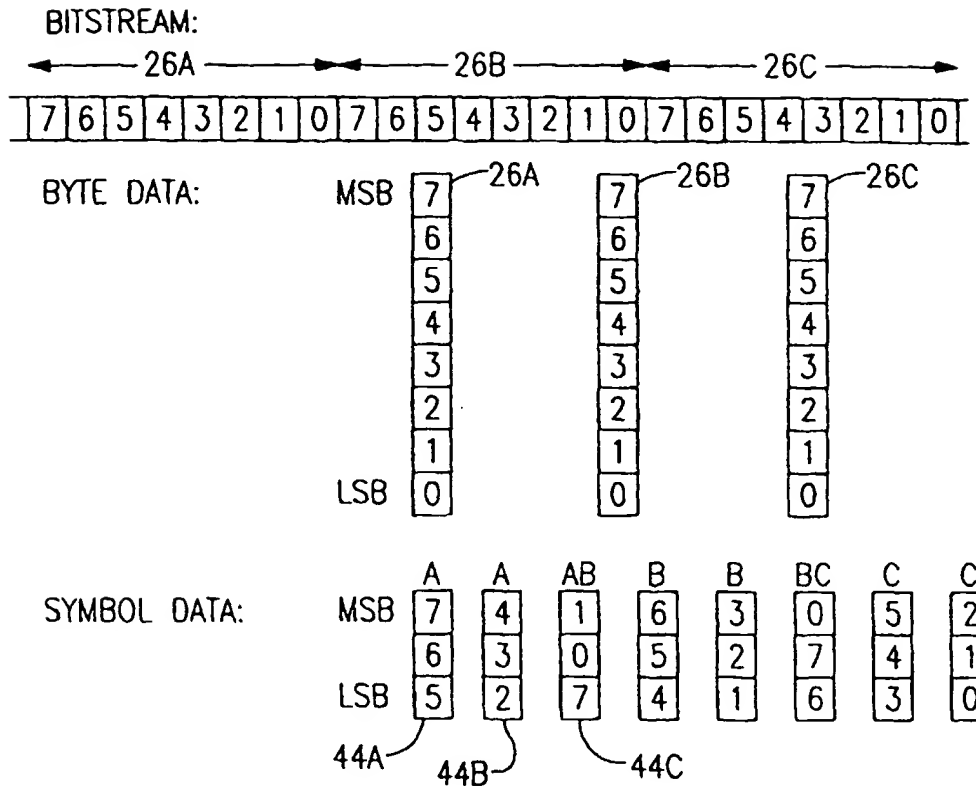 BITSTREAM:
26A 26B 26C
7 6 5 4 3 2 1 0 7 6 5 4 3 2 1 0 7 6 5 4 3 2 1 0
BYTE DATA: MSB 7 26A 7 26B 7 26C
6 6 6
5 5 5
4 4 4
3 3 3
2 2 2
1 1 1
LSB 0 0 0
A A AB B B BC C C
SYMBOL DATA: MSB 7 4 1 6 3 0 5 2
6 3 0 5 2 7 4 1
LSB 5 2 7 4 1 6 3 0
44A 44B 44C